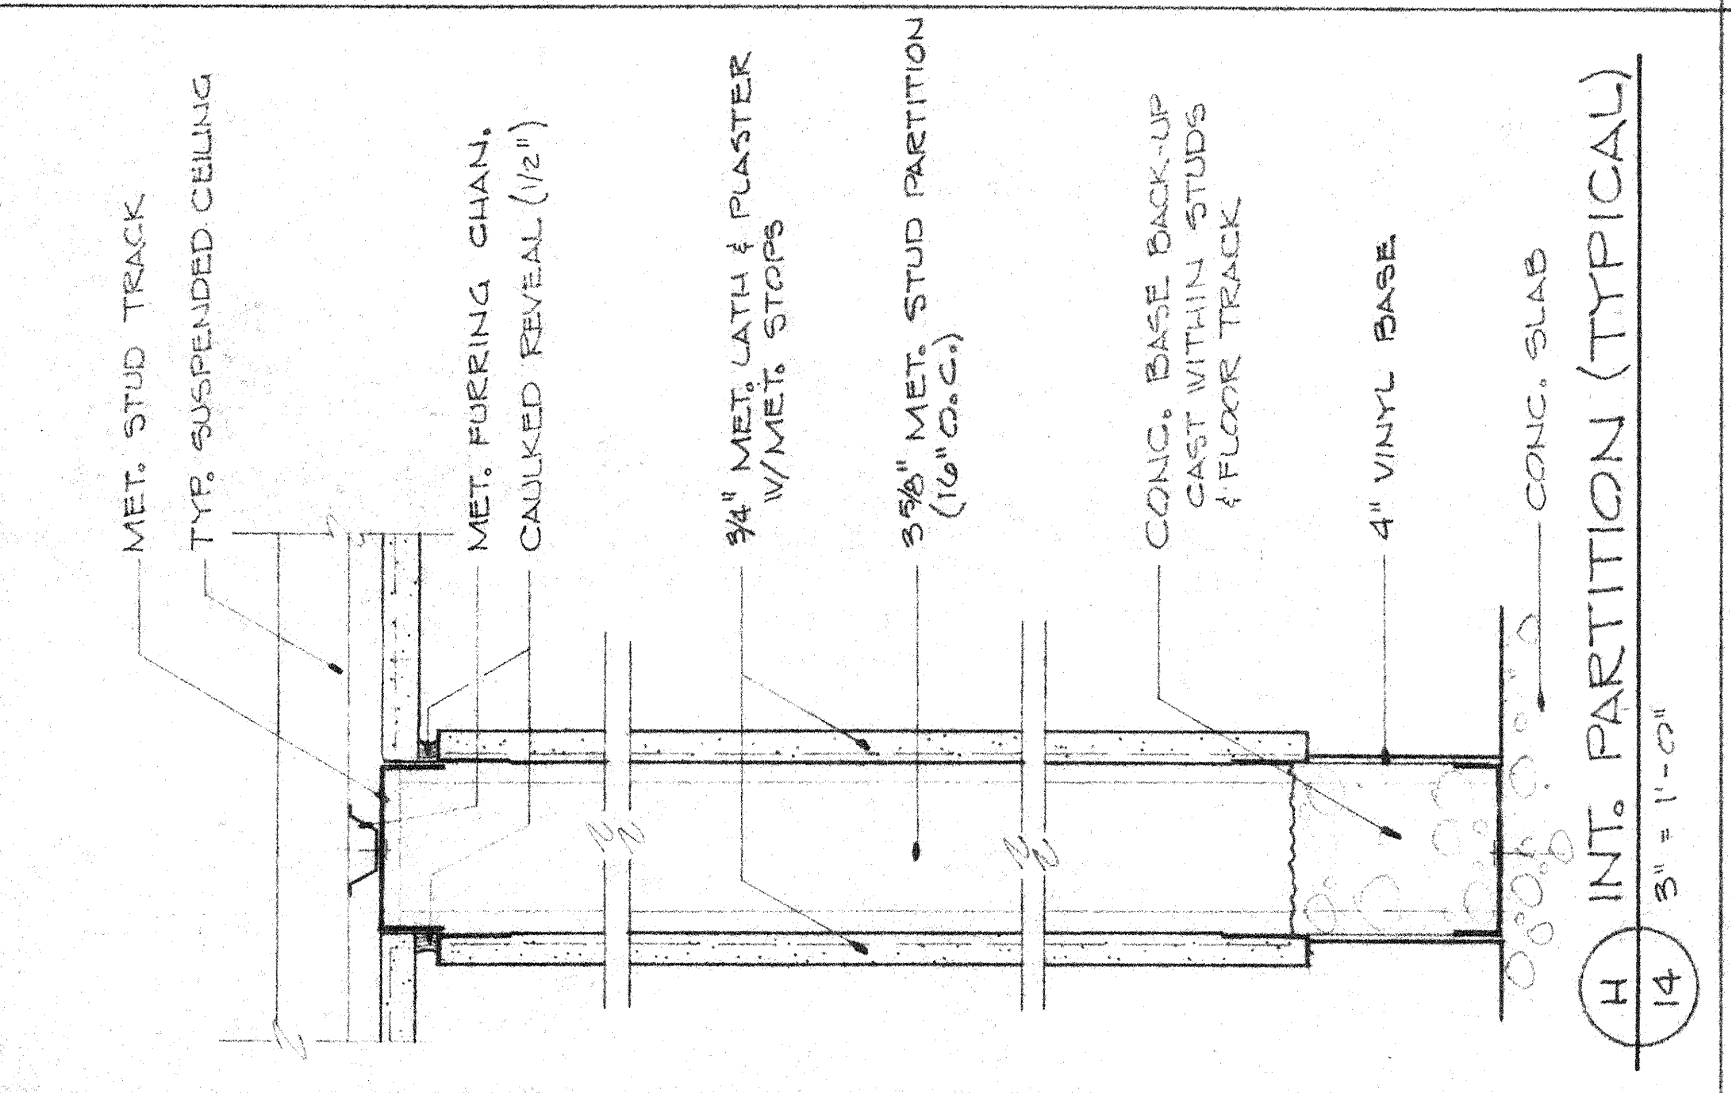 MET. STUD TRACK
TYP. SUSPENDED CEILING
MET. FURRING CHAN.
CAULKED REVEAL (1/2")
3/4" MET. LATH & PLASTER
W/MET. STOPS
3 5/8" MET. STUD PARTITION
(16" O.C.)
CONC. BASE BACK-UP
CAST WITHIN STUDS
& FLOOR TRACK
4" VINYL BASE
CONC. SLAB
H
14
INT. PARTITION (TYPICAL)
3" = 1'-0"